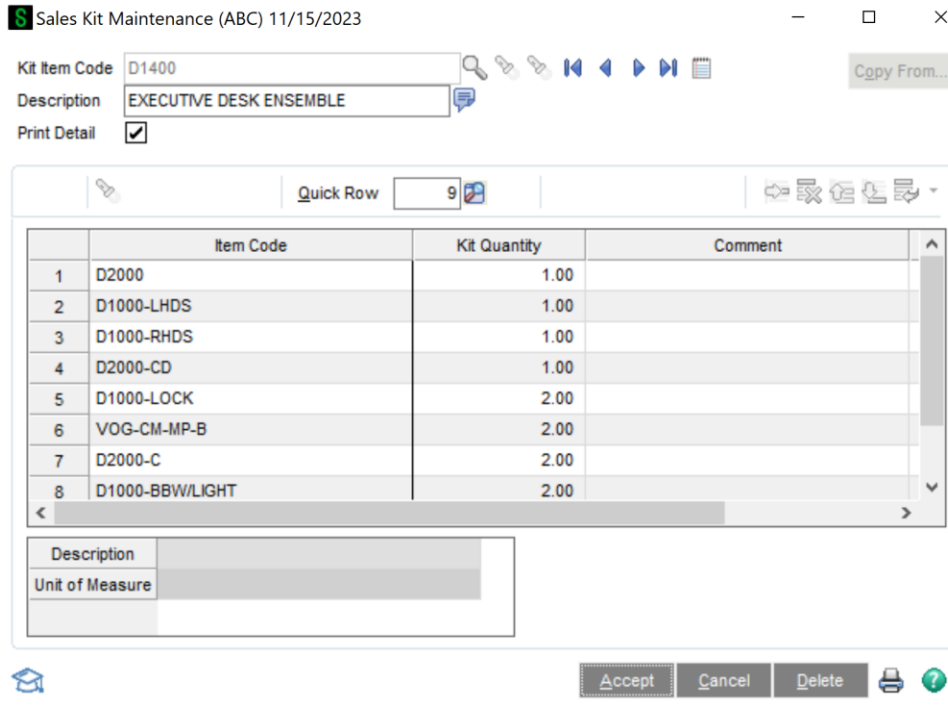 S Sales Kit Maintenance (ABC) 11/15/2023
Kit Item Code D1400 Copy From...
Description EXECUTIVE DESK ENSEMBLE
Print Detail
Quick Row 9
Item Code Kit Quantity Comment
1 D2000 1.00
2 D1000-LHDS 1.00
3 D1000-RHDS 1.00
4 D2000-CD 1.00
5 D1000-LOCK 2.00
6 VOG-CM-MP-B 2.00
7 D2000-C 2.00
8 D1000-BBW/LIGHT 2.00
Description
Unit of Measure
Accept Cancel Delete ?